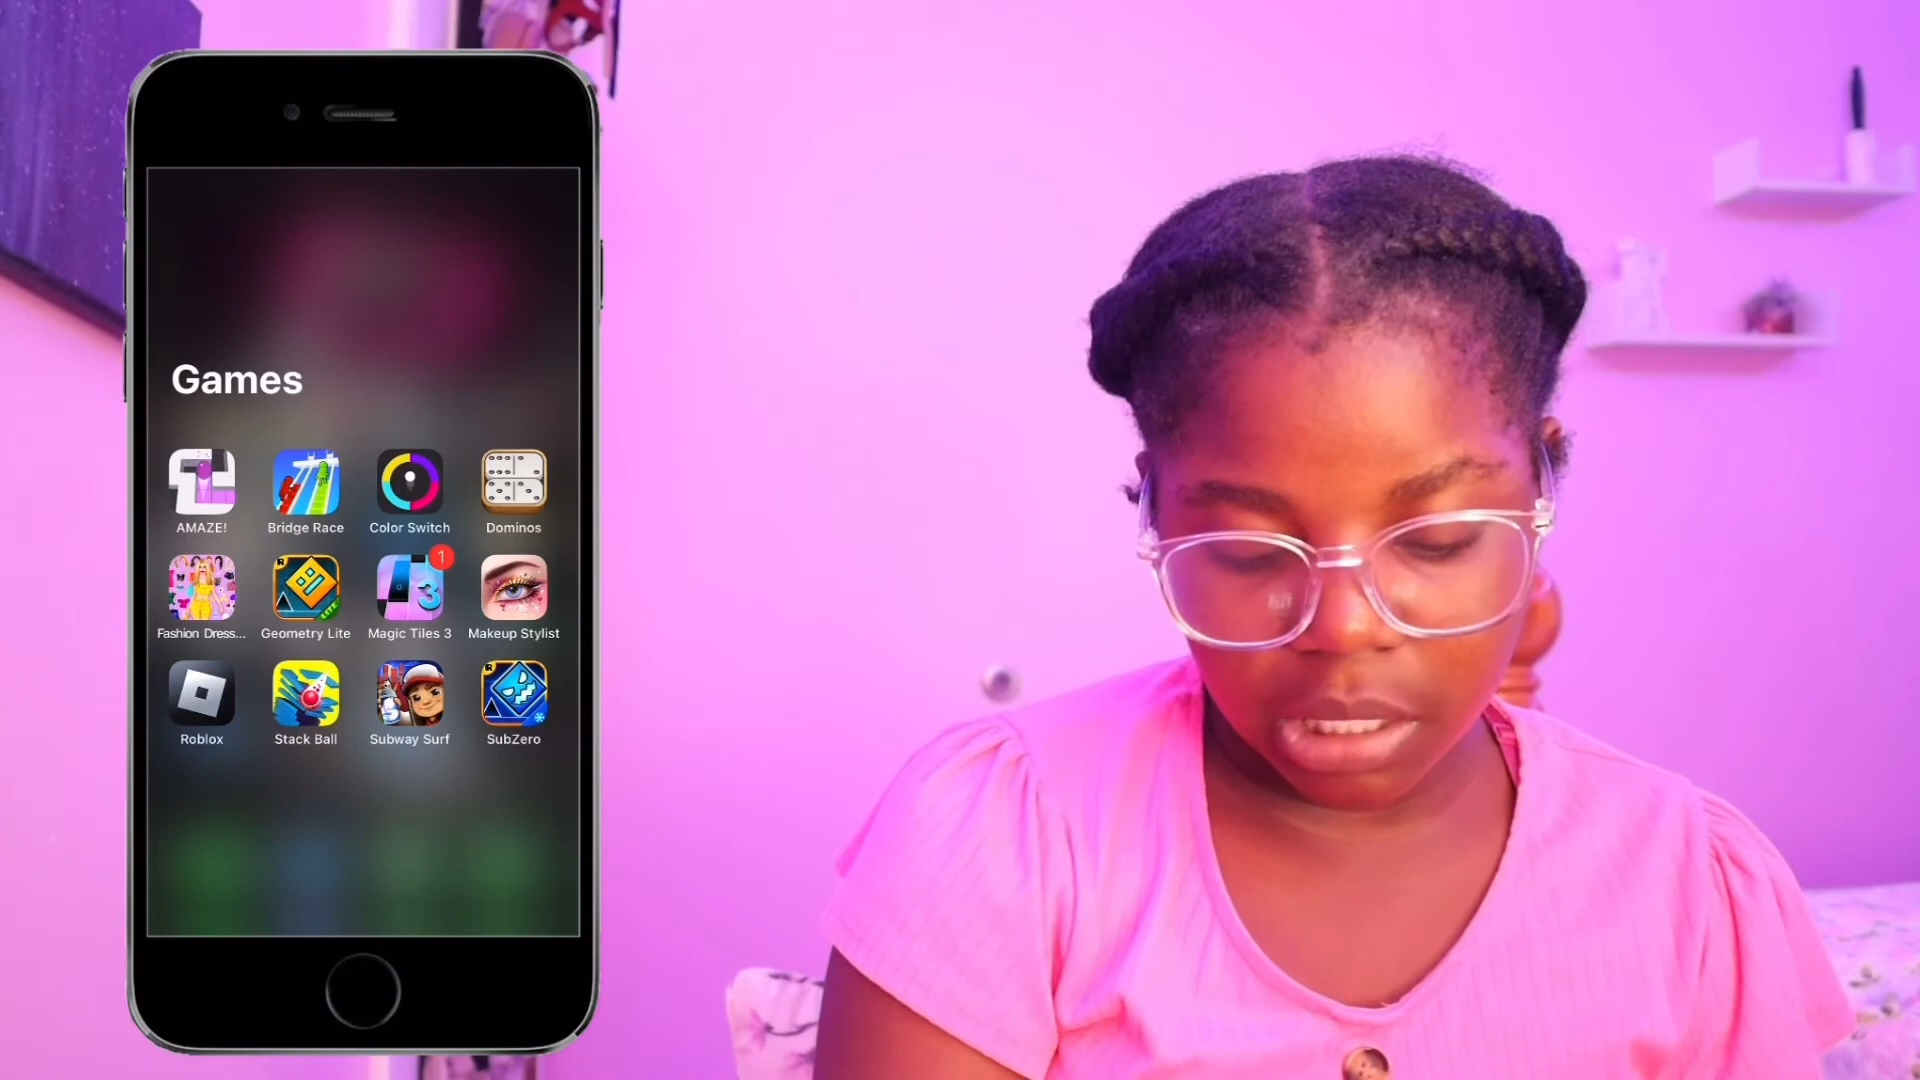 Games
AMAZE!
Bridge Race
Color Switch
Dominos
1
Fashion Dress...
Geometry Lite
Magic Tiles 3
Makeup Stylist
Roblox
Stack Ball
Subway Surf
SubZero